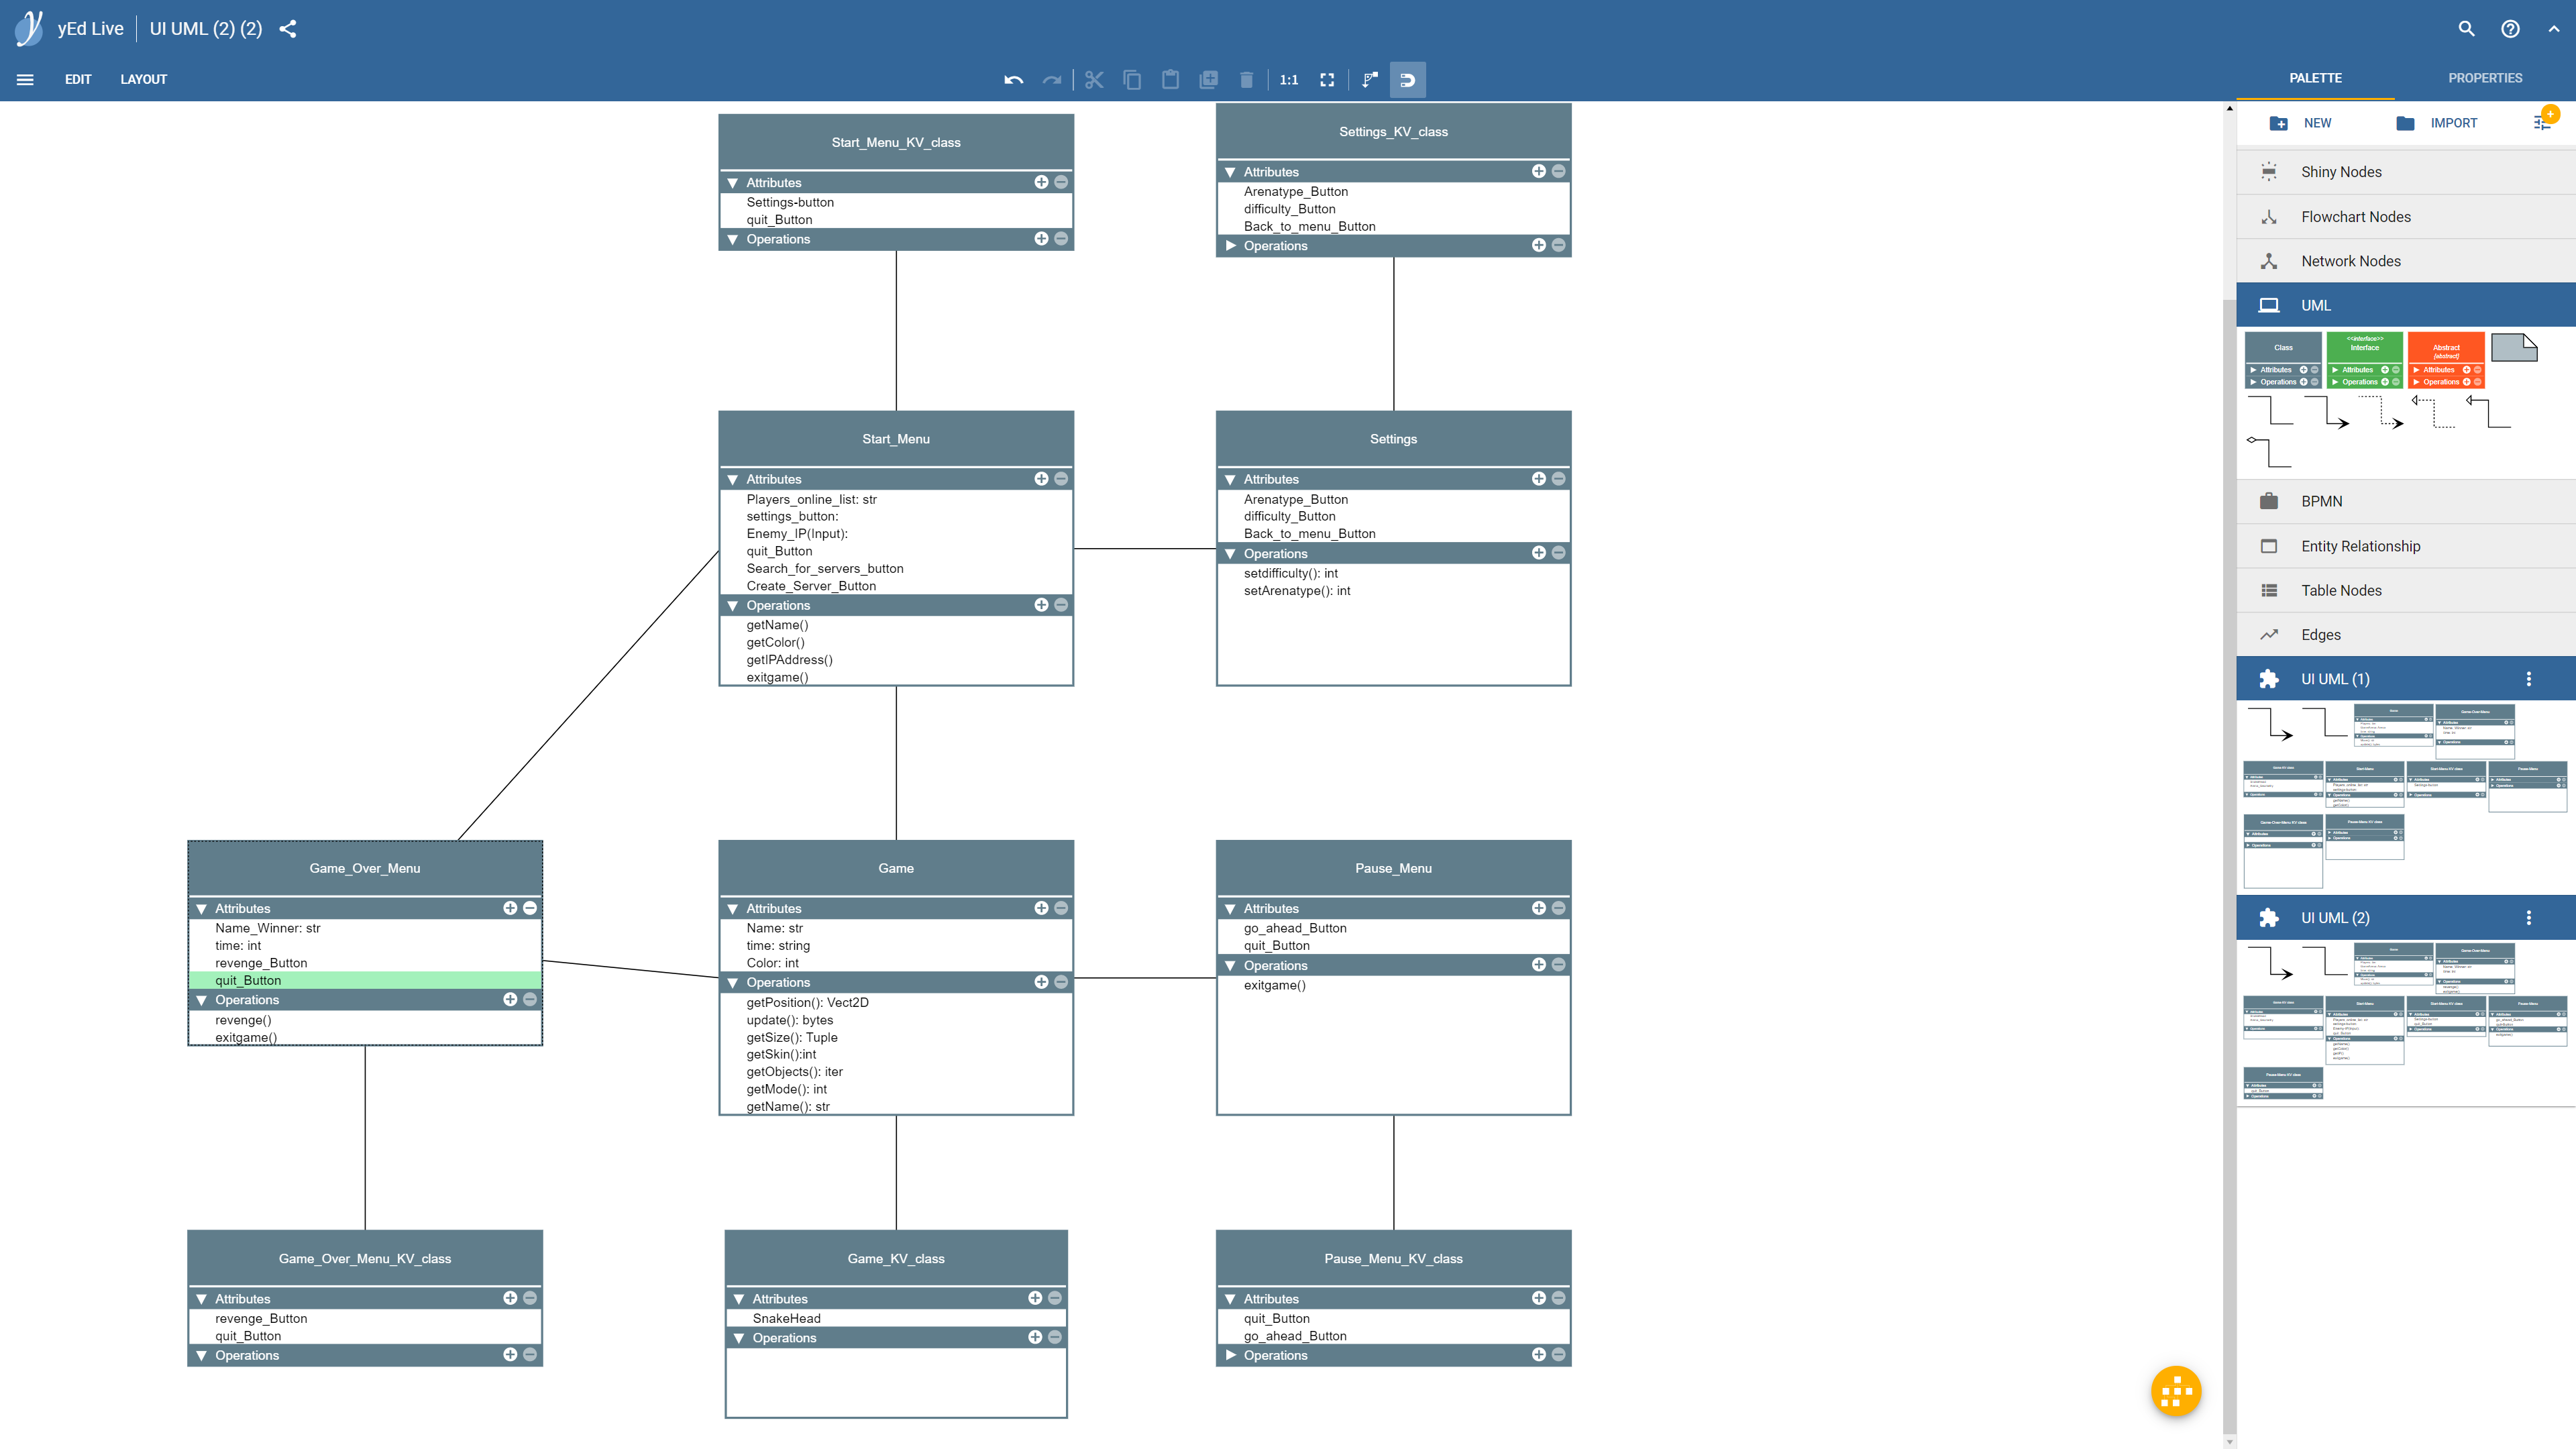 yEd Live
UI UML (2) (2)
EDIT
LAYOUT
1:1
PALETTE
PROPERTIES
Start_Menu_KV_class
Attributes
Settings-button
quit_Button
Operations
Settings_KV_class
Attributes
Arenatype_Button
difficulty_Button
Back_to_menu_Button
Operations
Start_Menu
Attributes
Players_online_list: str
settings_button:
Enemy_IP(Input):
quit_Button
Search_for_servers_button
Create_Server_Button
Operations
getName()
getColor()
getIPAddress()
exitgame()
Settings
Attributes
Arenatype_Button
difficulty_Button
Back_to_menu_Button
Operations
setdifficulty(): int
setArenatype(): int
Game_Over_Menu
Attributes
Name_Winner: str
time: int
revenge_Button
quit_Button
Operations
revenge()
exitgame()
Game
Attributes
Name: str
time: string
Color: int
Operations
getPosition(): Vect2D
update(): bytes
getSize(): Tuple
getSkin():int
getObjects(): iter
getMode(): int
getName(): str
Pause_Menu
Attributes
go_ahead_Button
quit_Button
Operations
exitgame()
Game_Over_Menu_KV_class
Attributes
revenge_Button
quit_Button
Operations
Game_KV_class
Attributes
SnakeHead
Operations
Pause_Menu_KV_class
Attributes
quit_Button
go_ahead_Button
Operations
NEW
IMPORT
Shiny Nodes
Flowchart Nodes
Network Nodes
UML
Class
Attributes
Operations
<<Interface>>
Interface
Attributes
Operations
Abstract
{abstract}
Attributes
Operations
BPMN
Entity Relationship
Table Nodes
Edges
UI UML (1)
UI UML (2)